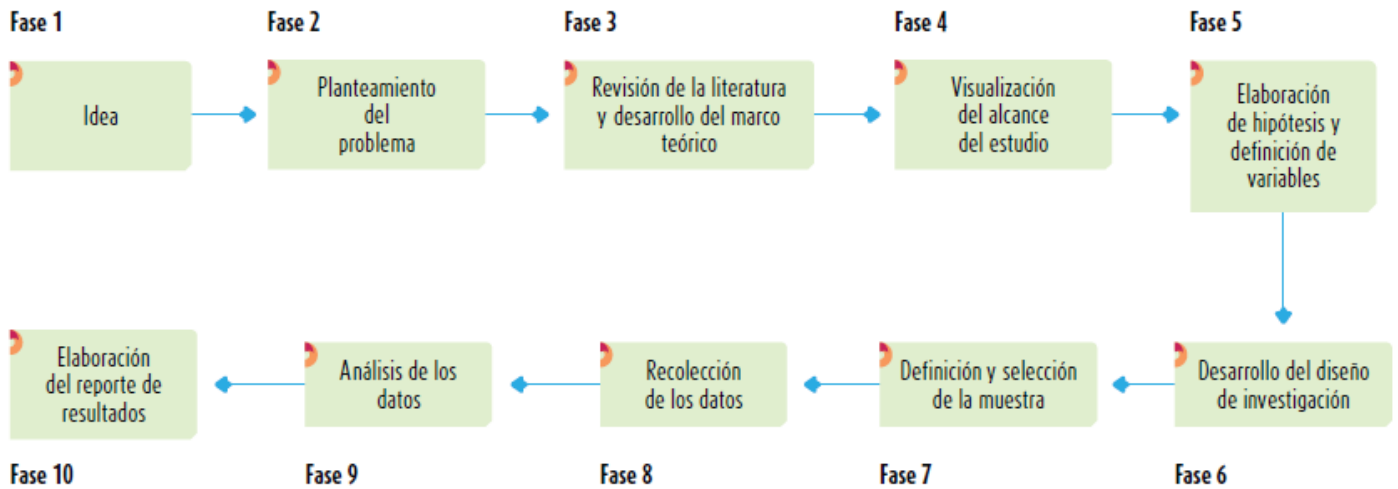 Fase 1
Fase 2
Fase 3
Fase 4
Fase 5
Idea
Planteamiento
del
problema
Revisión de la literatura
y desarrollo del marco
teórico
Visualización
del alcance
del estudio
Elaboración
de hipótesis y
definición de
variables
Desarrollo del diseño
de investigación
Definición y selección
de la muestra
Recolección
de los datos
Análisis de los
datos
Elaboración
del reporte de
resultados
Fase 10
Fase 9
Fase 8
Fase 7
Fase 6